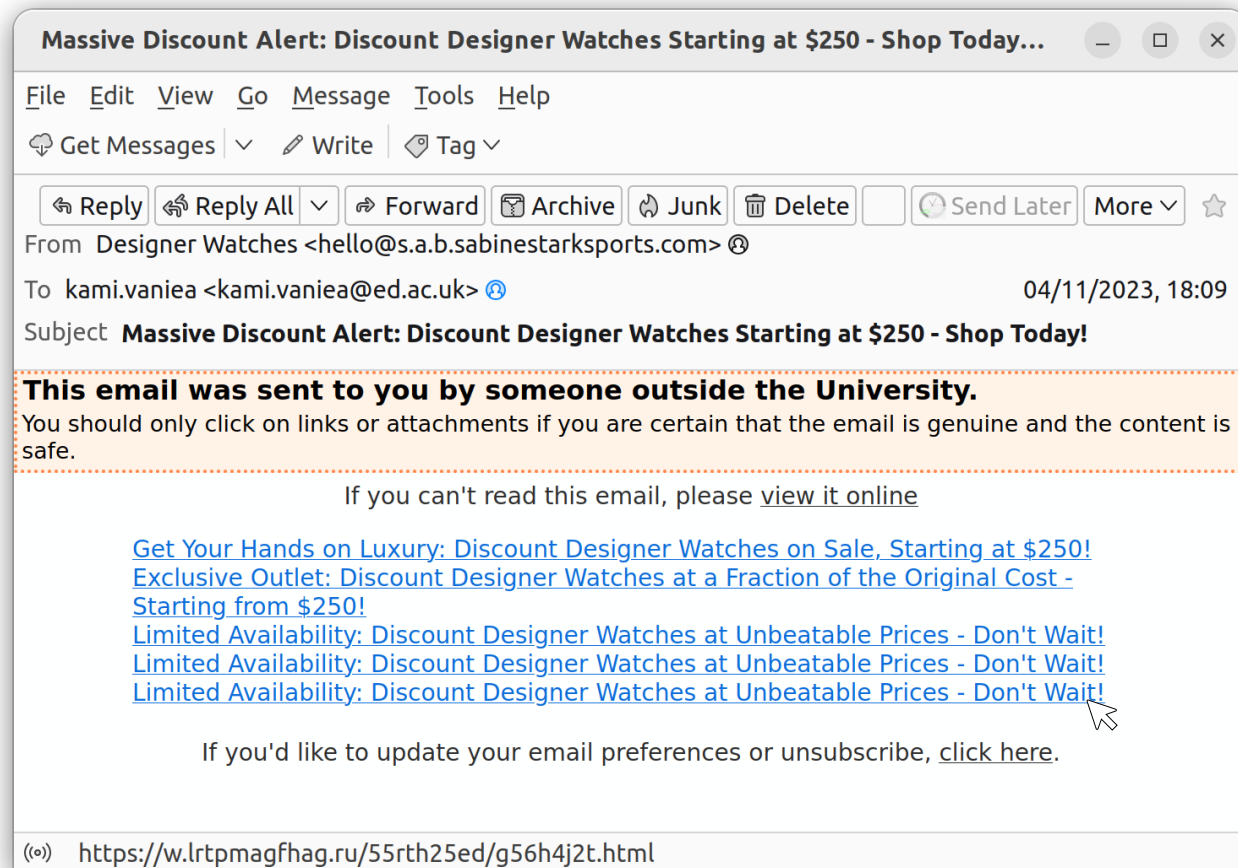 Massive Discount Alert: Discount Designer Watches Starting at $250 - Shop Today...
File Edit View Go Message Tools Help
Get Messages Write Tag
Reply Reply All Forward Archive Junk Delete Send Later More
From Designer Watches <hello@s.a.b.sabinestarksports.com>
To kami.vaniea <kami.vaniea@ed.ac.uk> 04/11/2023, 18:09
Subject Massive Discount Alert: Discount Designer Watches Starting at $250 - Shop Today!
This email was sent to you by someone outside the University.
You should only click on links or attachments if you are certain that the email is genuine and the content is
safe.
If you can't read this email, please view it online
Get Your Hands on Luxury: Discount Designer Watches on Sale, Starting at $250!
Exclusive Outlet: Discount Designer Watches at a Fraction of the Original Cost -
Starting from $250!
Limited Availability: Discount Designer Watches at Unbeatable Prices - Don't Wait!
Limited Availability: Discount Designer Watches at Unbeatable Prices - Don't Wait!
Limited Availability: Discount Designer Watches at Unbeatable Prices - Don't Wait!
If you'd like to update your email preferences or unsubscribe, click here.
https://w.lrtpmagfhag.ru/55rth25ed/g56h4j2t.html